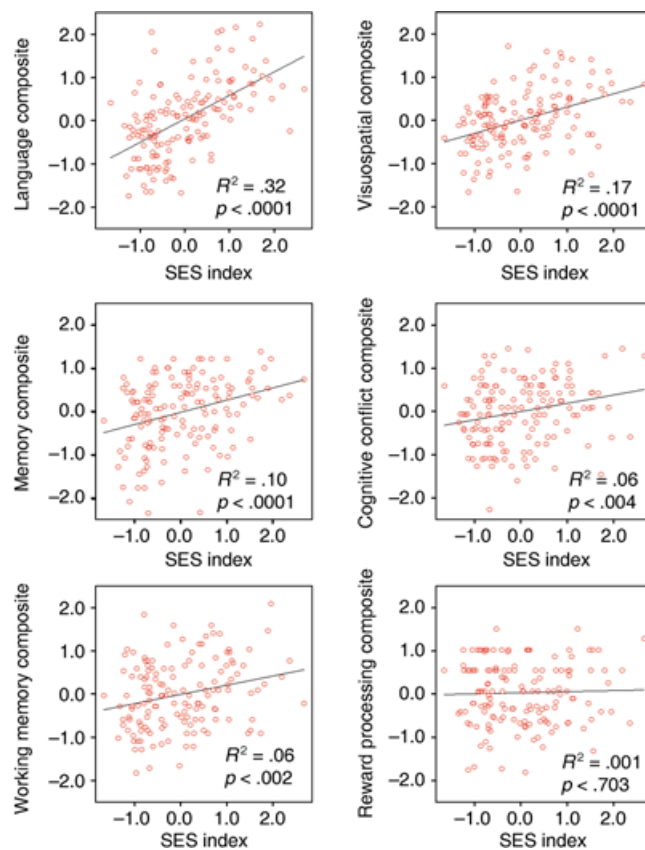 Language composite
2.0
1.0
0.0
−1.0
−2.0
R² = .32
p < .0001
−1.0 0.0 1.0 2.0
SES index
Visuospatial composite
2.0
1.0
0.0
−1.0
−2.0
R² = .17
p < .0001
−1.0 0.0 1.0 2.0
SES index
Memory composite
2.0
1.0
0.0
−1.0
−2.0
R² = .10
p < .0001
−1.0 0.0 1.0 2.0
SES index
Cognitive conflict composite
2.0
1.0
0.0
−1.0
−2.0
R² = .06
p < .004
−1.0 0.0 1.0 2.0
SES index
Working memory composite
2.0
1.0
0.0
−1.0
−2.0
R² = .06
p < .002
−1.0 0.0 1.0 2.0
SES index
Reward processing composite
2.0
1.0
0.0
−1.0
−2.0
R² = .001
p < .703
−1.0 0.0 1.0 2.0
SES index